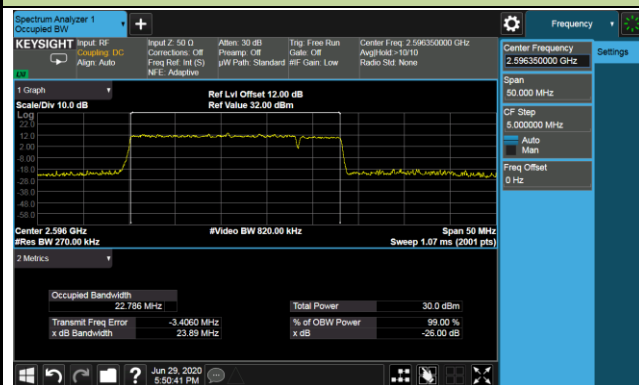 Spectrum Analyzer 1
Occupied BW
+
Frequency
KEYSIGHT
Input: RF
Coupling: DC
Align: Auto
Input Z: 50 Ω
Corrections: Off
Freq Ref: Int (S)
NFE: Adaptive
Atten: 30 dB
Preamp: Off
µW Path: Standard
Trig: Free Run
Gate: Off
#IF Gain: Low
Center Freq: 2.596350000 GHz
Avg|Hold:>10/10
Radio Std: None
Center Frequency
2.596350000 GHz
Settings
Span
50.000 MHz
CF Step
5.000000 MHz
Auto
Man
Freq Offset
0 Hz
1 Graph
Scale/Div 10.0 dB
Ref Lvl Offset 12.00 dB
Ref Value 32.00 dBm
Log
22.0
12.0
2.00
-8.00
-18.0
-28.0
-38.0
-48.0
-58.0
Center 2.596 GHz
#Res BW 270.00 kHz
#Video BW 820.00 kHz
Span 50 MHz
Sweep 1.07 ms (2001 pts)
2 Metrics
Occupied Bandwidth
22.786 MHz
Total Power 30.0 dBm
Transmit Freq Error -3.4060 MHz
% of OBW Power 99.00 %
x dB Bandwidth 23.89 MHz
x dB -26.00 dB
?
Jun 29, 2020
5:50:41 PM